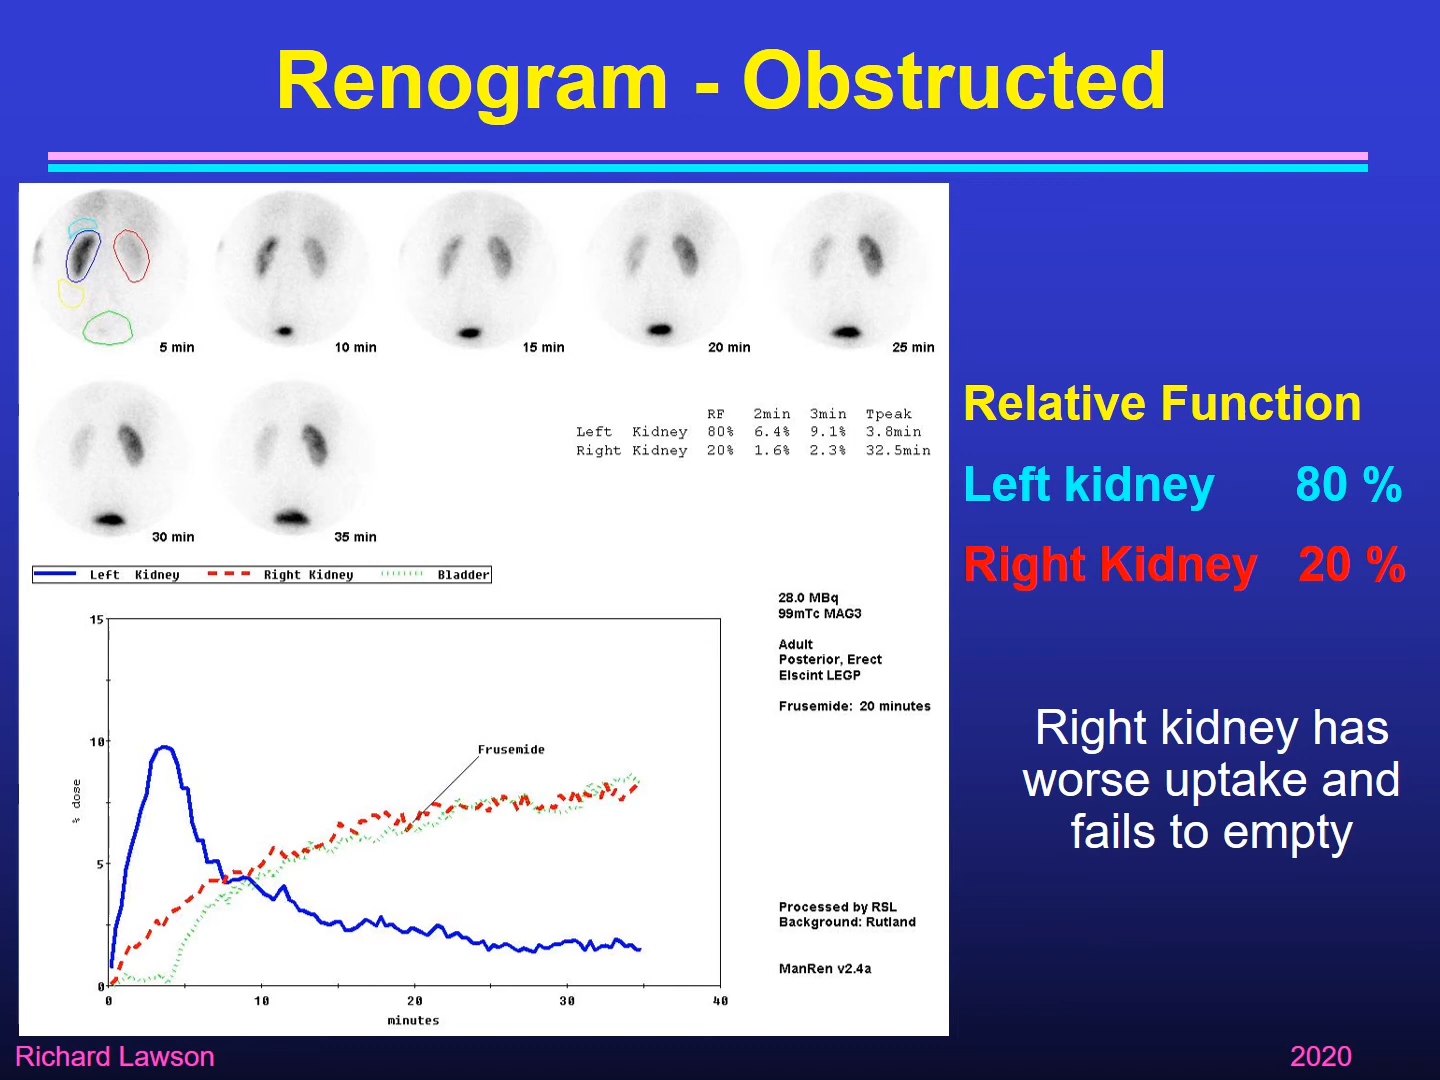 Renogram - Obstructed
5 min
10 min
15 min
20 min
25 min
30 min
35 min
RF 2min 3min Tpeak
Left Kidney 80% 6.4% 9.1% 3.8min
Right Kidney 20% 1.6% 2.3% 32.5min
Relative Function
Left kidney 80 %
Right Kidney 20 %
Right kidney has
worse uptake and
fails to empty
Left Kidney Right Kidney Bladder
15
10
5
0
% dose
Frusemide
0 10 20 30 40
minutes
28.0 MBq
99mTc MAG3
Adult
Posterior, Erect
Elscint LEGP
Frusemide: 20 minutes
Processed by RSL
Background: Rutland
ManRen v2.4a
Richard Lawson
2020